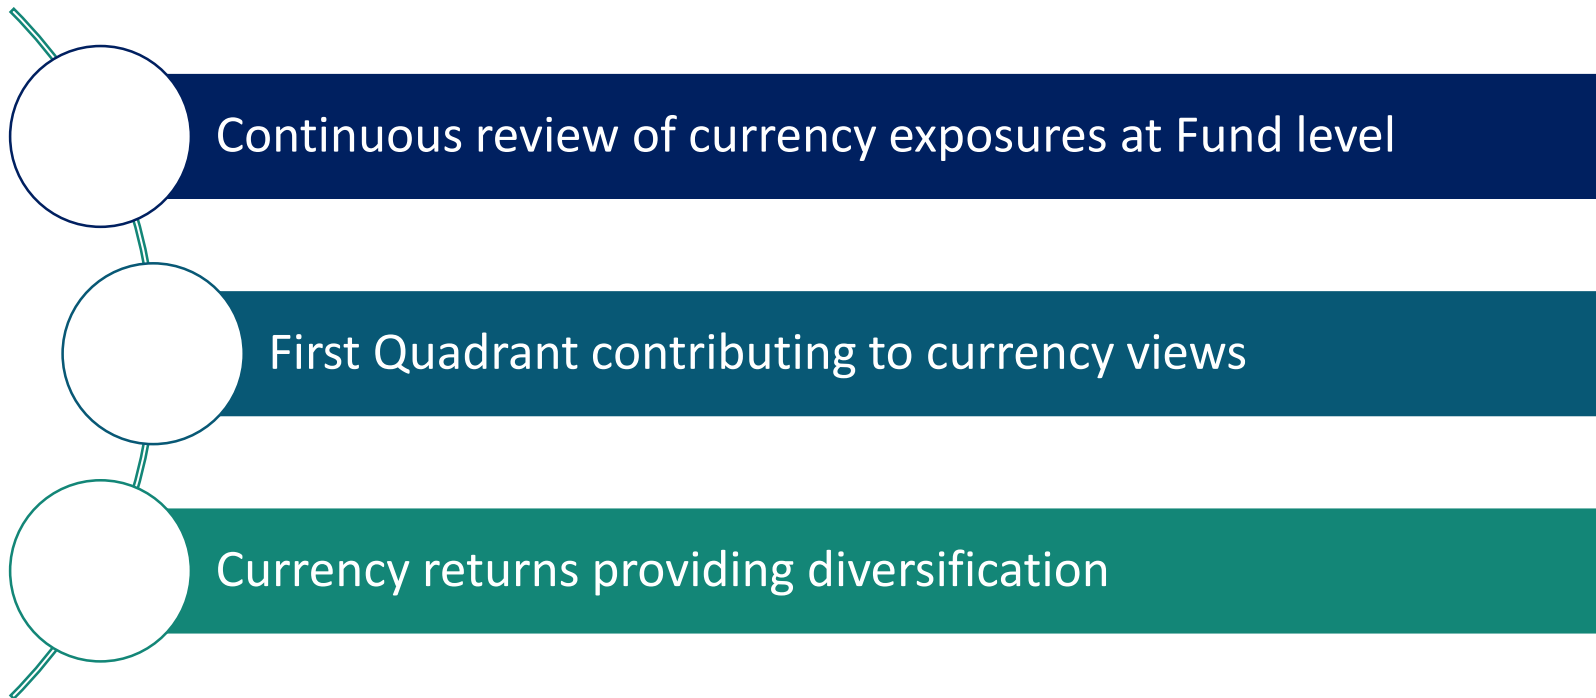 Continuous review of currency exposures at Fund level
First Quadrant contributing to currency views
Currency returns providing diversification